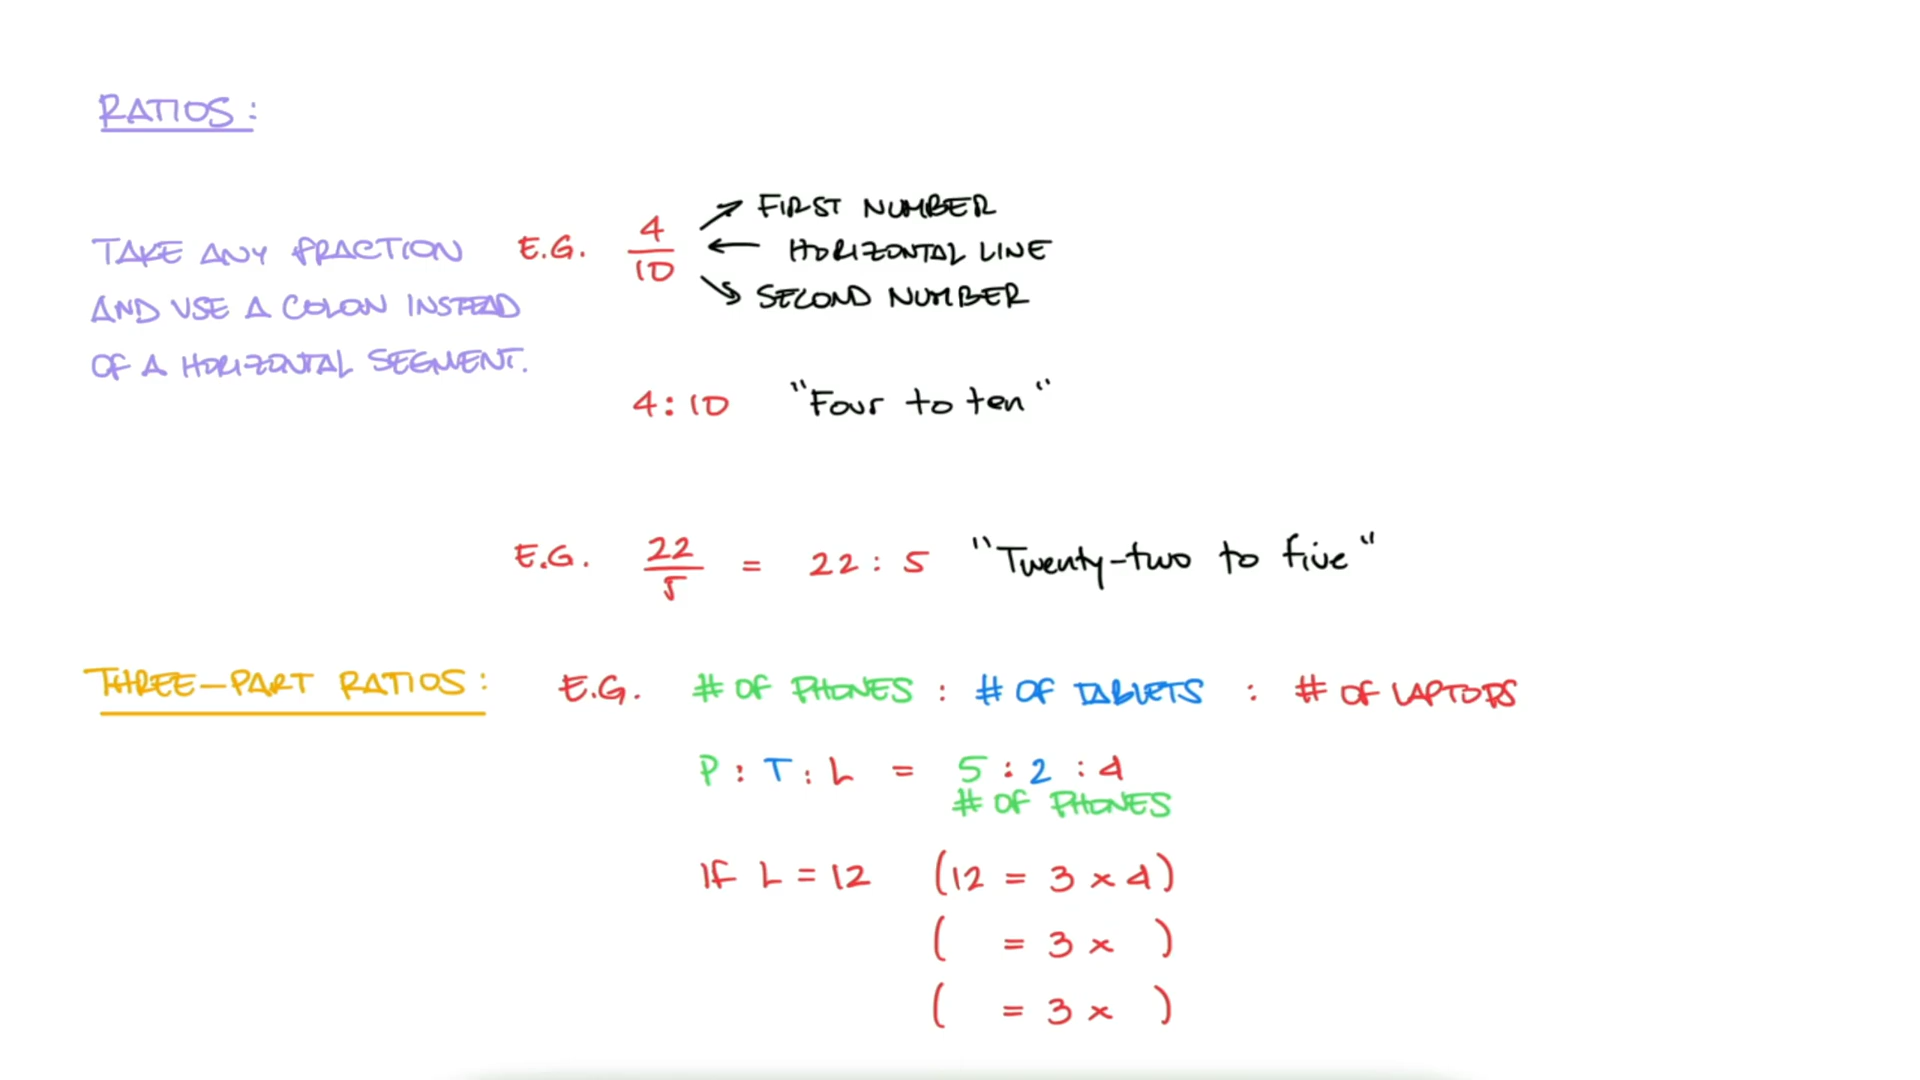 RATIOS:
TAKE ANY FRACTION
AND USE A COLON INSTEAD
OF A HORIZONTAL SEGMENT.
E.G. 4/10
FIRST NUMBER
HORIZONTAL LINE
SECOND NUMBER
4:10 "Four to ten"
E.G. 22/5 = 22:5 "Twenty-two to five"
THREE-PART RATIOS: E.G. # OF PHONES : # OF TABLETS : # OF LAPTOPS
P:T:L = 5:2:4
# OF PHONES
IF L = 12 (12 = 3 x 4)
( = 3 x )
( = 3 x )